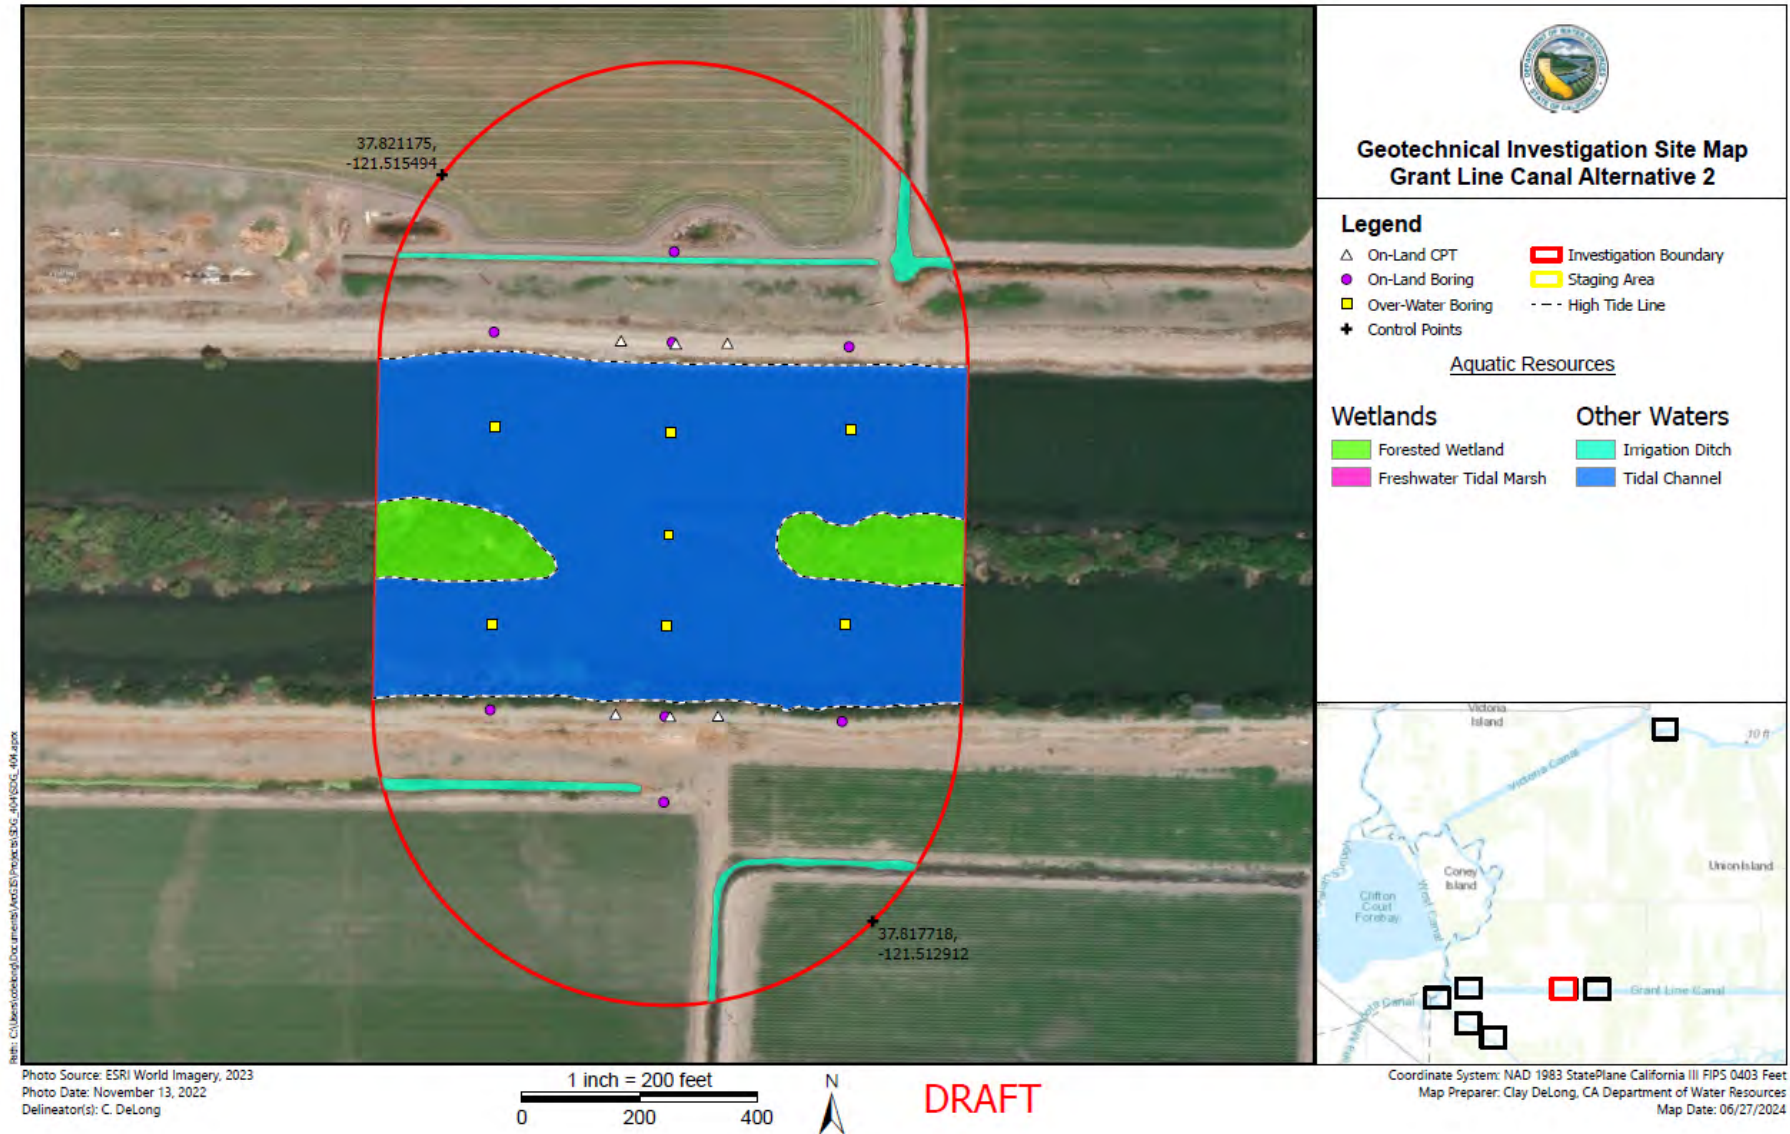 37.821175,
-121.515494
37.817718,
-121.512912
Geotechnical Investigation Site Map
Grant Line Canal Alternative 2
Legend
On-Land CPT
On-Land Boring
Over-Water Boring
Control Points
Investigation Boundary
Staging Area
High Tide Line
Aquatic Resources
Wetlands
Forested Wetland
Freshwater Tidal Marsh
Other Waters
Irrigation Ditch
Tidal Channel
Victoria
Island
-10 ft
Victoria Canal
Union Island
Coney
Island
Clifton
Court
Forebay
West Canal
Grant Line Canal
Mendota Canal
Photo Source: ESRI World Imagery, 2023
Photo Date: November 13, 2022
Delineator(s): C. DeLong
1 inch = 200 feet
0 200 400
N
DRAFT
Coordinate System: NAD 1983 StatePlane California III FIPS 0403 Feet
Map Preparer: Clay DeLong, CA Department of Water Resources
Map Date: 06/27/2024